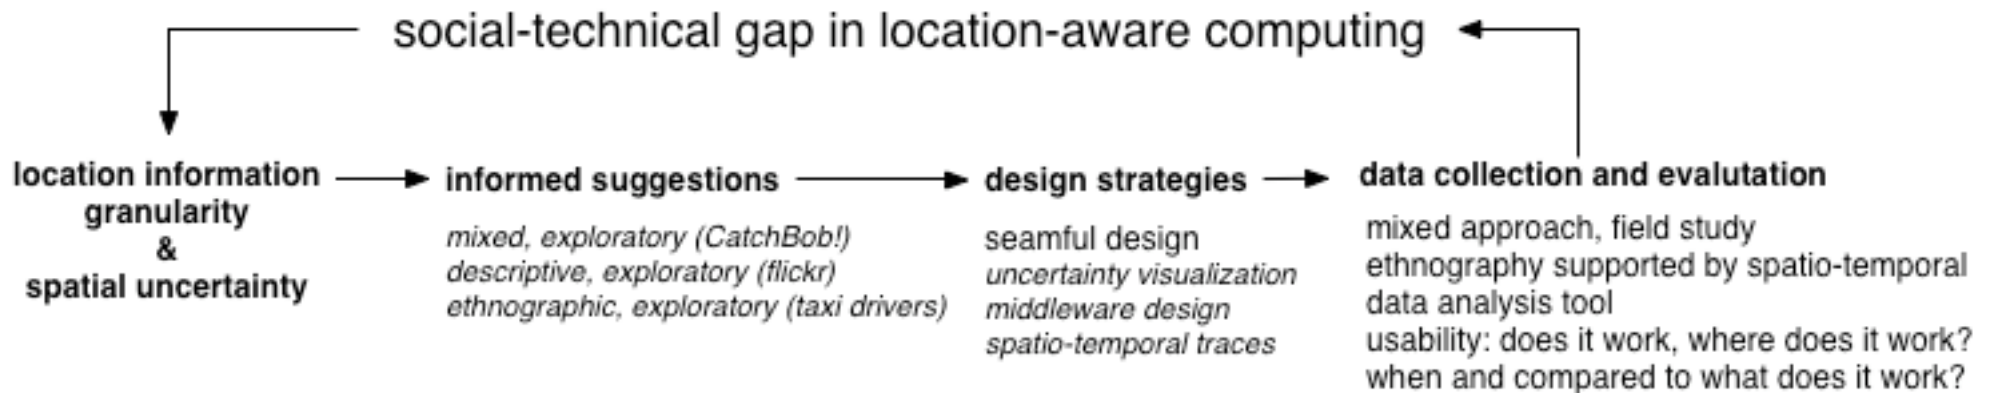 social-technical gap in location-aware computing
location information
granularity
&
spatial uncertainty
informed suggestions
mixed, exploratory (CatchBob!)
descriptive, exploratory (flickr)
ethnographic, exploratory (taxi drivers)
design strategies
seamful design
uncertainty visualization
middleware design
spatio-temporal traces
data collection and evalutation
mixed approach, field study
ethnography supported by spatio-temporal
data analysis tool
usability: does it work, where does it work?
when and compared to what does it work?